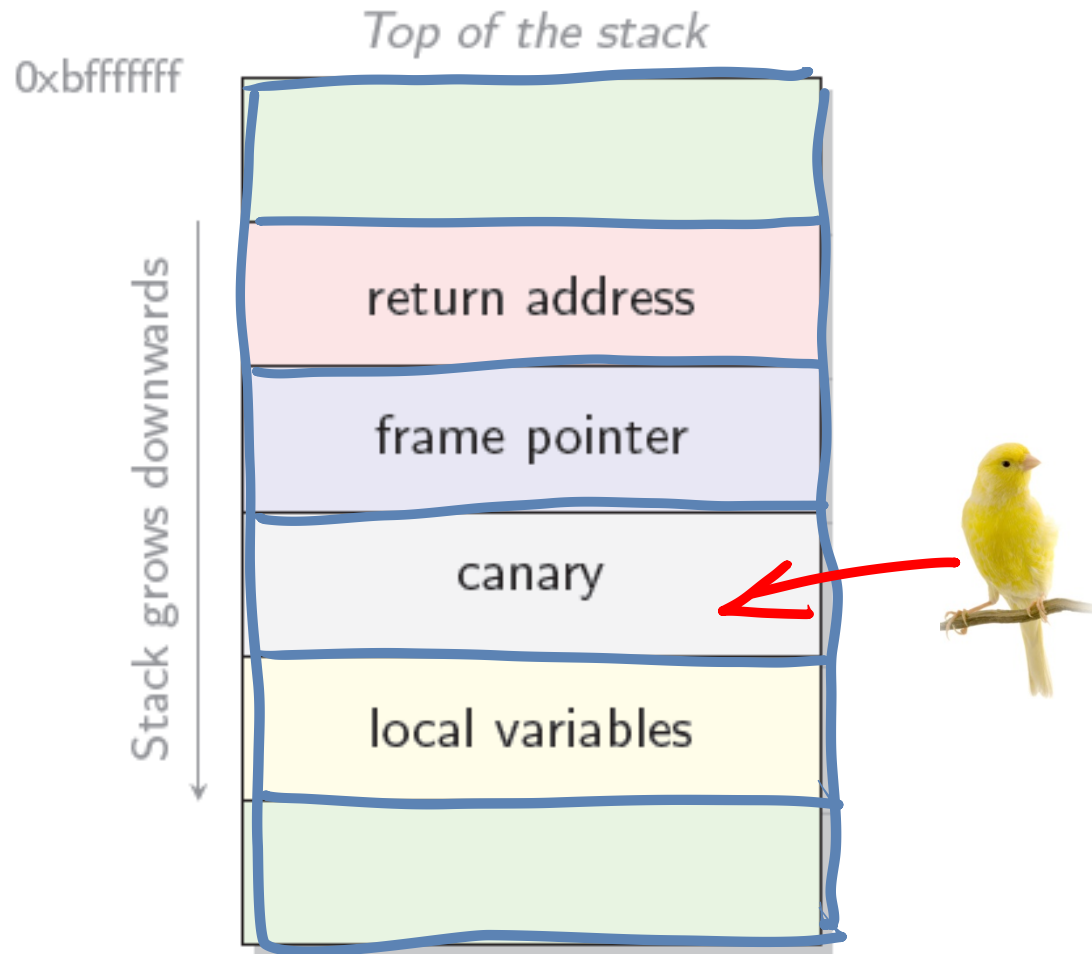 Top of the stack
0xbfffffff
return address
frame pointer
canary
local variables
Stack grows downwards